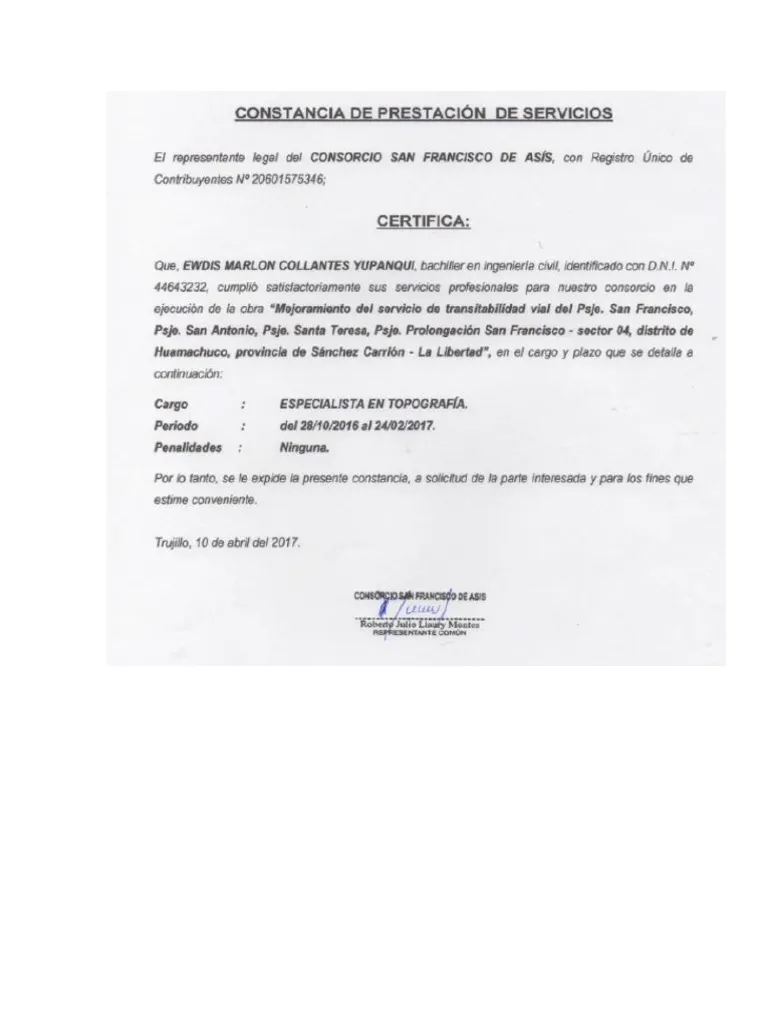 CONSTANCIA DE PRESTACIÓN DE SERVICIOS
El representante legal del CONSORCIO SAN FRANCISCO DE ASÍS, con Registro Único de
Contribuyentes Nº 20601575346;
CERTIFICA:
Que, EWDIS MARLON COLLANTES YUPANQUI, bachiller en ingeniería civil, identificado con D.N.I. Nº
44643232, cumplió satisfactoriamente sus servicios profesionales para nuestro consorcio en la
ejecución de la obra "Mejoramiento del servicio de transitabilidad vial del Psje. San Francisco,
Psje. San Antonio, Psje. Santa Teresa, Psje. Prolongación San Francisco - sector 04, distrito de
Huamachuco, provincia de Sánchez Carrión - La Libertad", en el cargo y plazo que se detalla a
continuación:
Cargo : ESPECIALISTA EN TOPOGRAFÍA.
Periodo : del 28/10/2016 al 24/02/2017.
Penalidades : Ninguna.
Por lo tanto, se le expide la presente constancia, a solicitud de la parte interesada y para los fines que
estime conveniente.
Trujillo, 10 de abril del 2017.
CONSORCIO SAN FRANCISCO DE ASIS
Roberto Julio Montes
REPRESENTANTE COMÚN